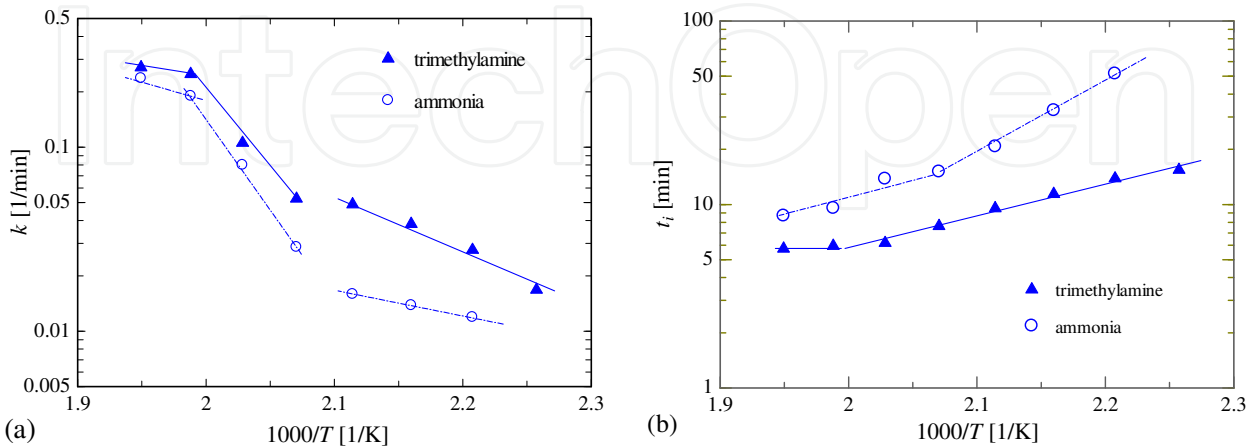 Intech Open
0.5
0.1
0.05
0.01
0.005
k [1/min]
trimethylamine
ammonia
1.9
2
2.1
2.2
2.3
1000/T [1/K]
(a)
100
50
10
5
1
t_i [min]
trimethylamine
ammonia
1.9
2
2.1
2.2
2.3
1000/T [1/K]
(b)